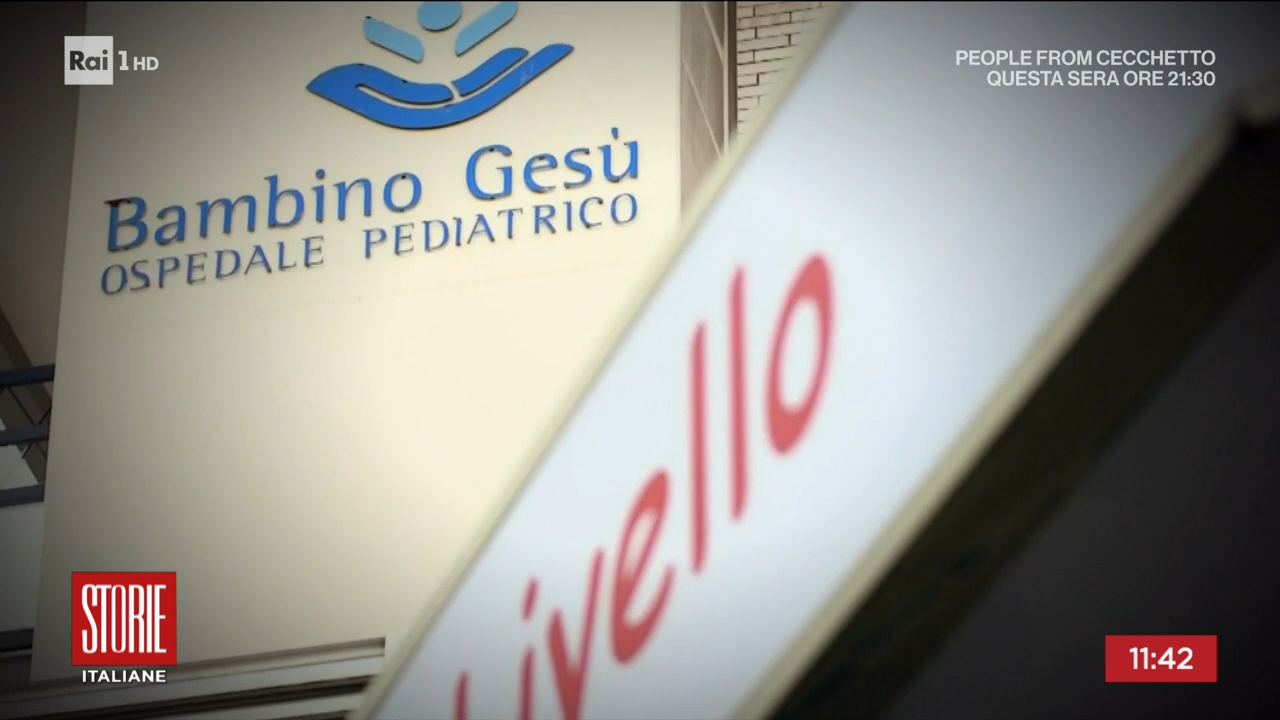 Rai 1 HD
PEOPLE FROM CECCHETTO
QUESTA SERA ORE 21:30
Bambino Gesù
OSPEDALE PEDIATRICO
Livello
STORIE
ITALIANE
11:42